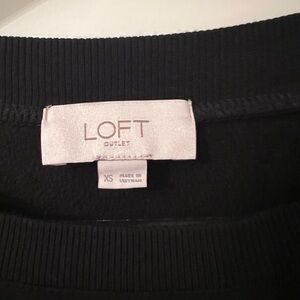 LOFT
OUTLET
XS MADE IN
VIETNAM